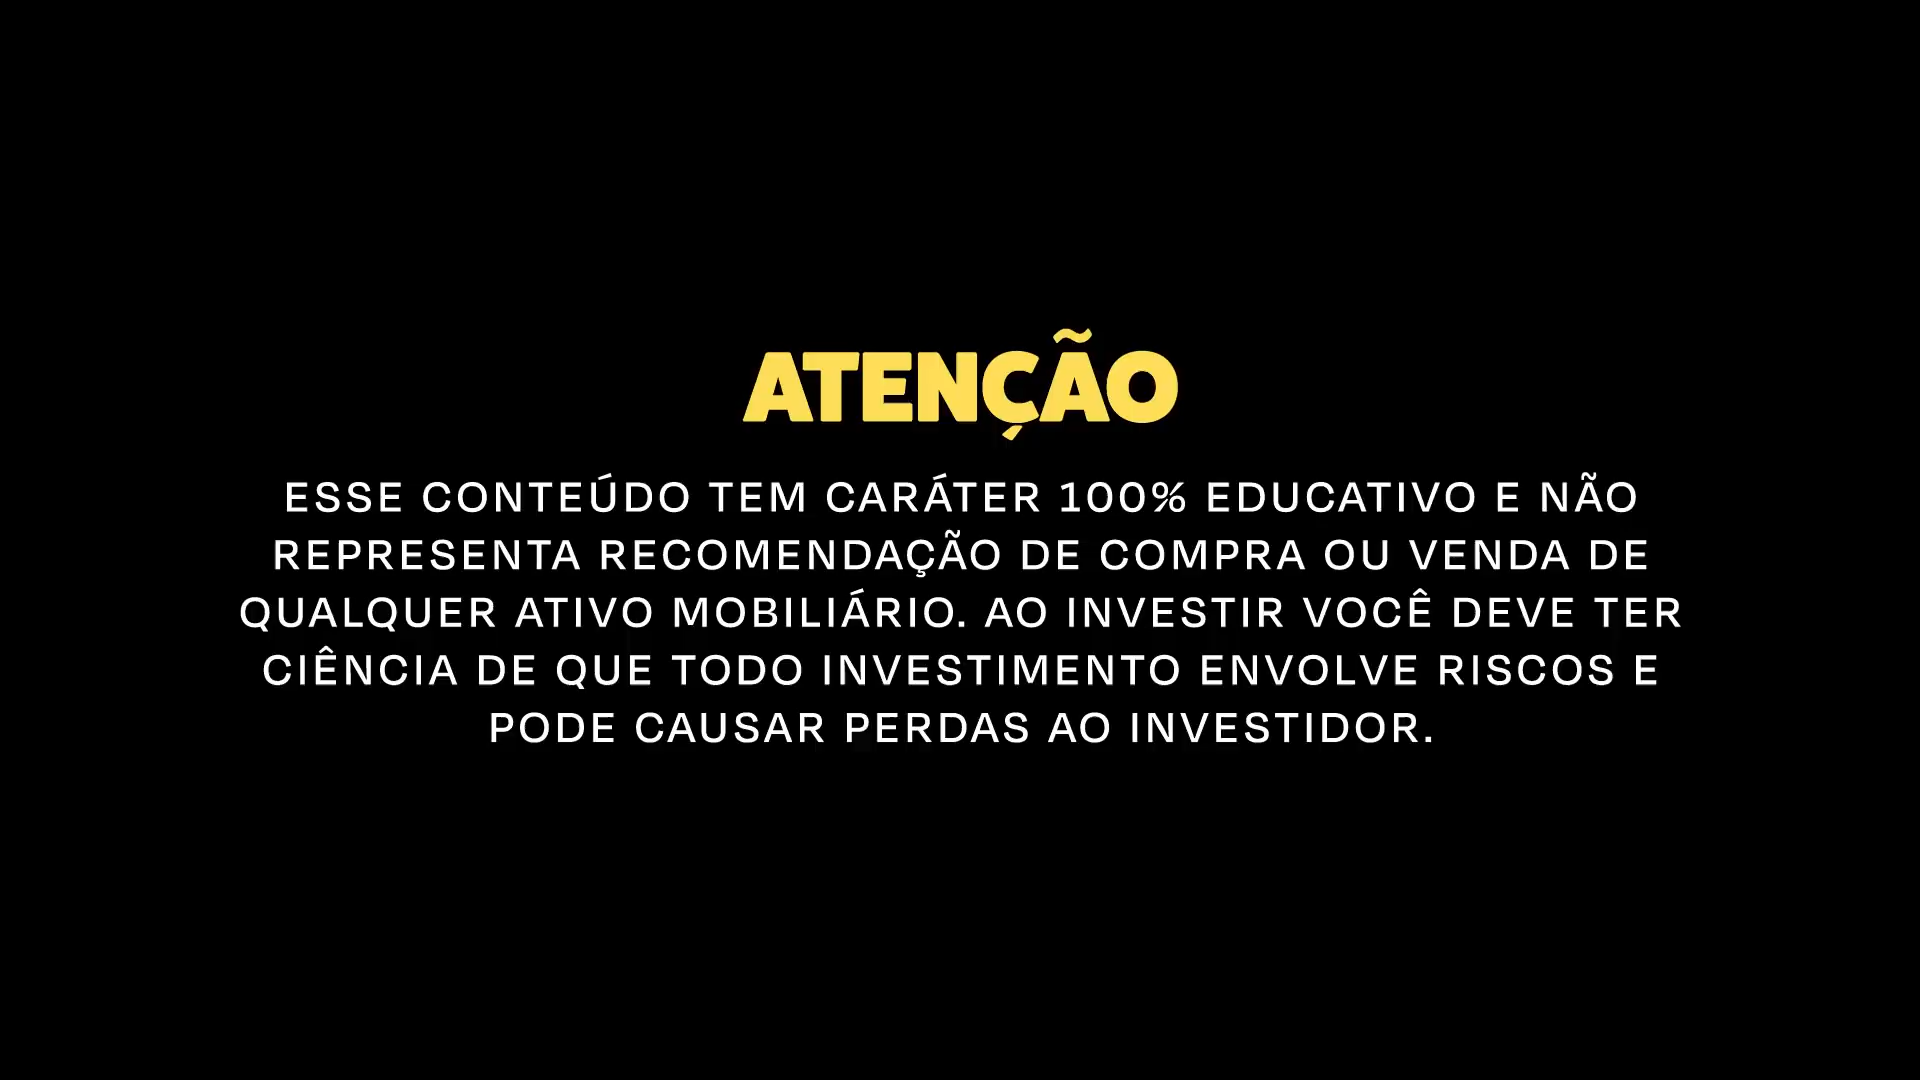 ATENÇÃO
ESSE CONTEÚDO TEM CARÁTER 100% EDUCATIVO E NÃO
REPRESENTA RECOMENDAÇÃO DE COMPRA OU VENDA DE
QUALQUER ATIVO MOBILIÁRIO. AO INVESTIR VOCÊ DEVE TER
CIÊNCIA DE QUE TODO INVESTIMENTO ENVOLVE RISCOS E
PODE CAUSAR PERDAS AO INVESTIDOR.